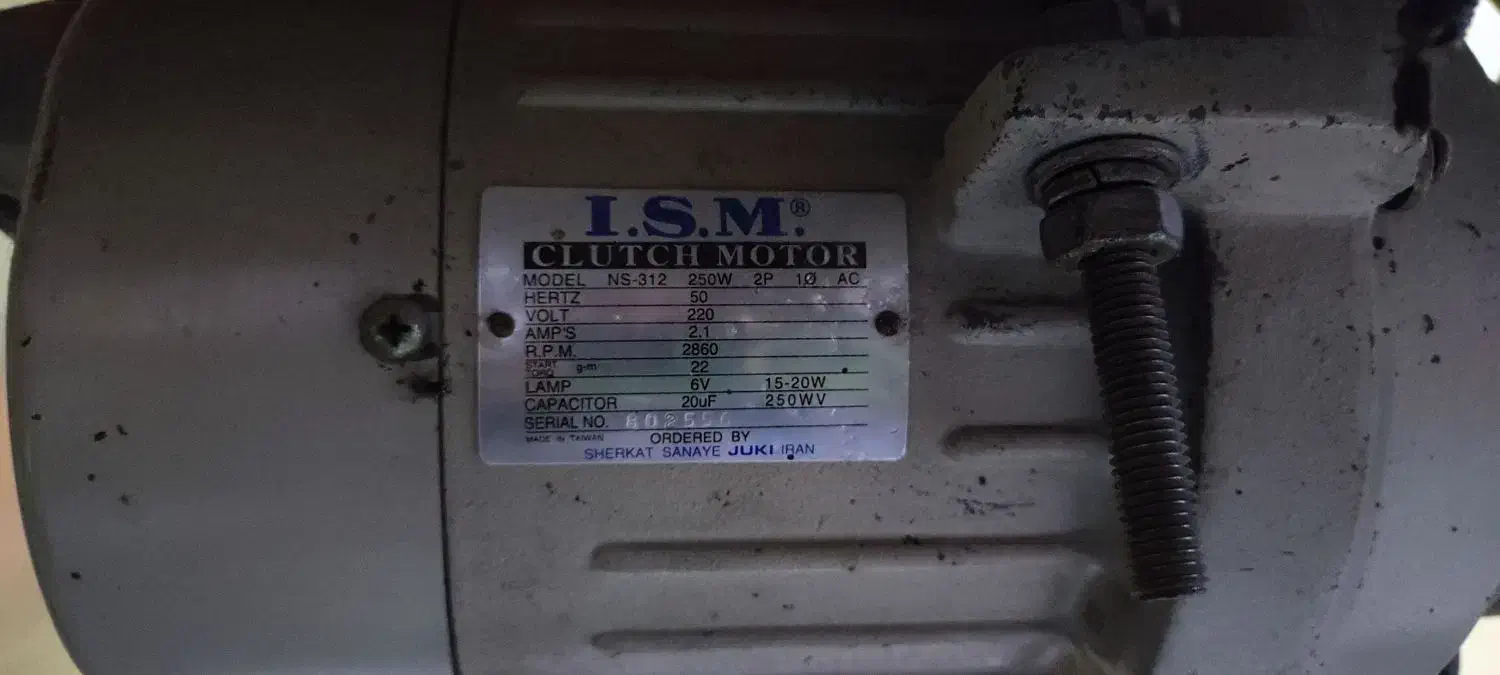 I.S.M.®
CLUTCH MOTOR
MODEL NS-312 250W 2P 1Ø AC
HERTZ 50
VOLT 220
AMP'S 2.1
R.P.M. 2860
START TORQ g-m 22
LAMP 6V 15-20W
CAPACITOR 20uF 250WV
SERIAL NO.
MADE IN TAIWAN ORDERED BY
SHERKAT SANAYE JUKI IRAN